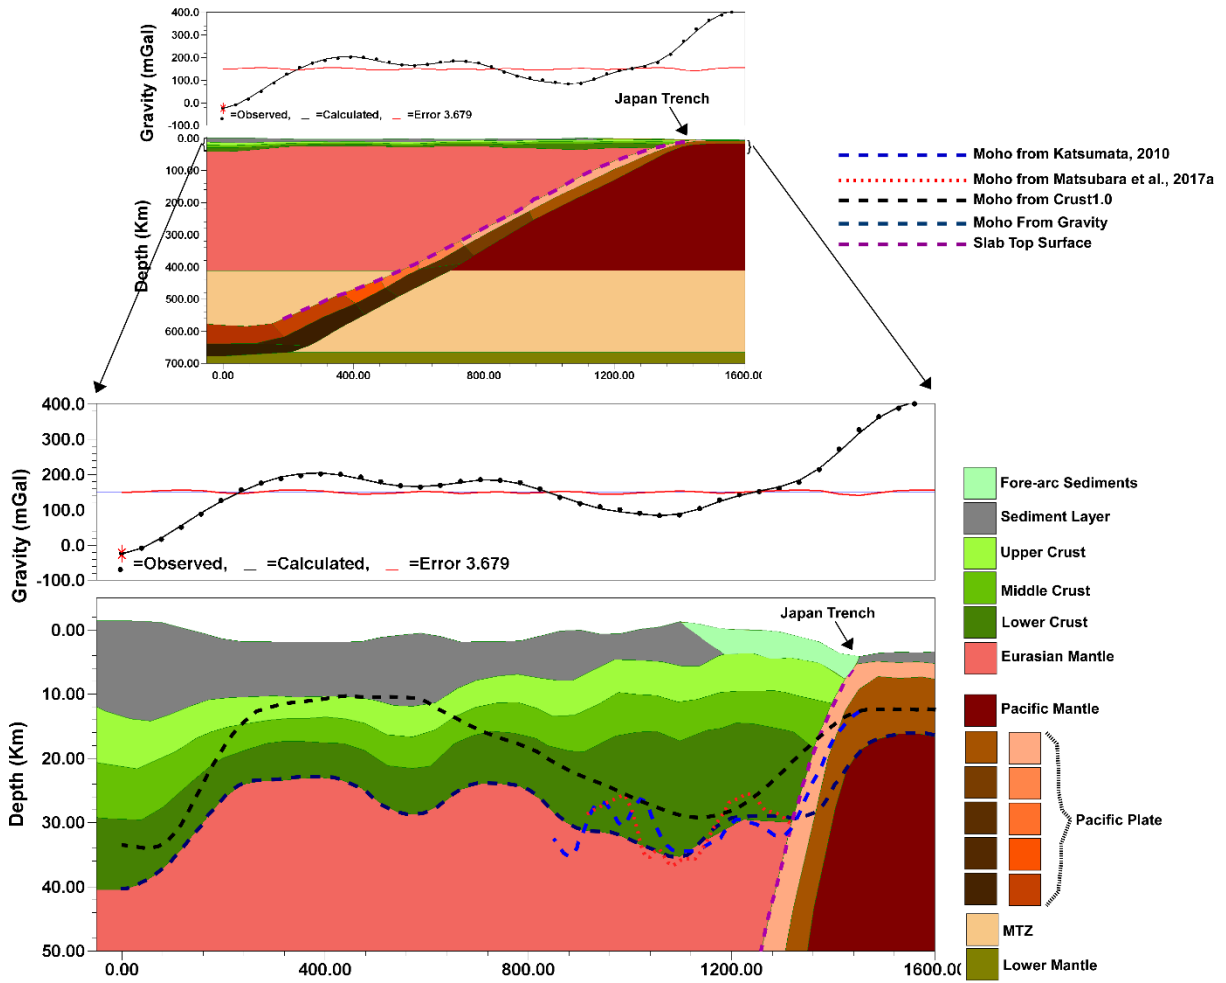 400.0
300.0
200.0
100.0
0.0
-100.0
Gravity (mGal)
=Observed, =Calculated, =Error 3.679
Japan Trench
0.00
100.00
200.00
300.00
400.00
500.00
600.00
700.00
Depth (Km)
0.00 400.00 800.00 1200.00 1600.0
Moho from Katsumata, 2010
Moho from Matsubara et al., 2017a
Moho from Crust1.0
Moho From Gravity
Slab Top Surface
400.0
300.0
200.0
100.0
0.0
-100.0
Gravity (mGal)
=Observed, =Calculated, =Error 3.679
Japan Trench
0.00
10.00
20.00
30.00
40.00
50.00
Depth (Km)
0.00 400.00 800.00 1200.00 1600.0
Fore-arc Sediments
Sediment Layer
Upper Crust
Middle Crust
Lower Crust
Eurasian Mantle
Pacific Mantle
Pacific Plate
MTZ
Lower Mantle